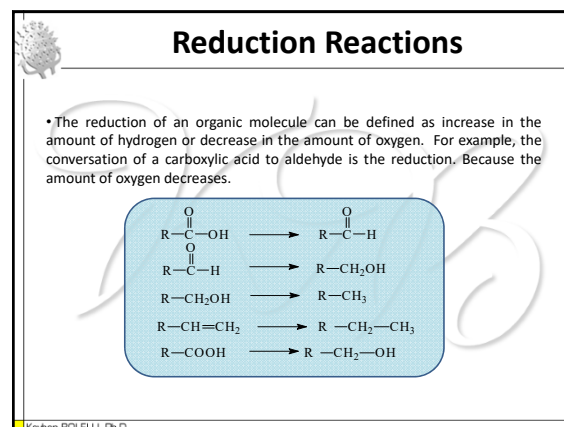 Reduction Reactions
• The reduction of an organic molecule can be defined as increase in the
amount of hydrogen or decrease in the amount of oxygen. For example, the
conversation of a carboxylic acid to aldehyde is the reduction. Because the
amount of oxygen decreases.
O O
R—C—OH R—C—H
O
R—C—H R—CH₂OH
R—CH₂OH R—CH₃
R—CH=CH₂ R —CH₂—CH₃
R—COOH R —CH₂—OH